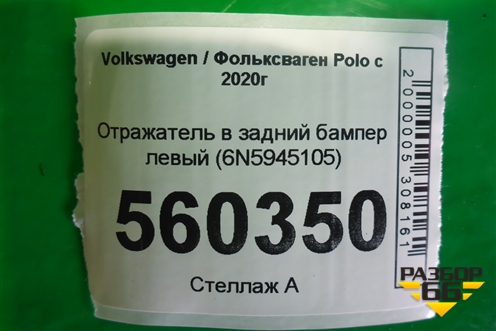 Volkswagen / Фольксваген Polo с
2020г
Отражатель в задний бампер
левый (6N5945105)
560350
Стеллаж А
2000005308161
РАЗБОР
66